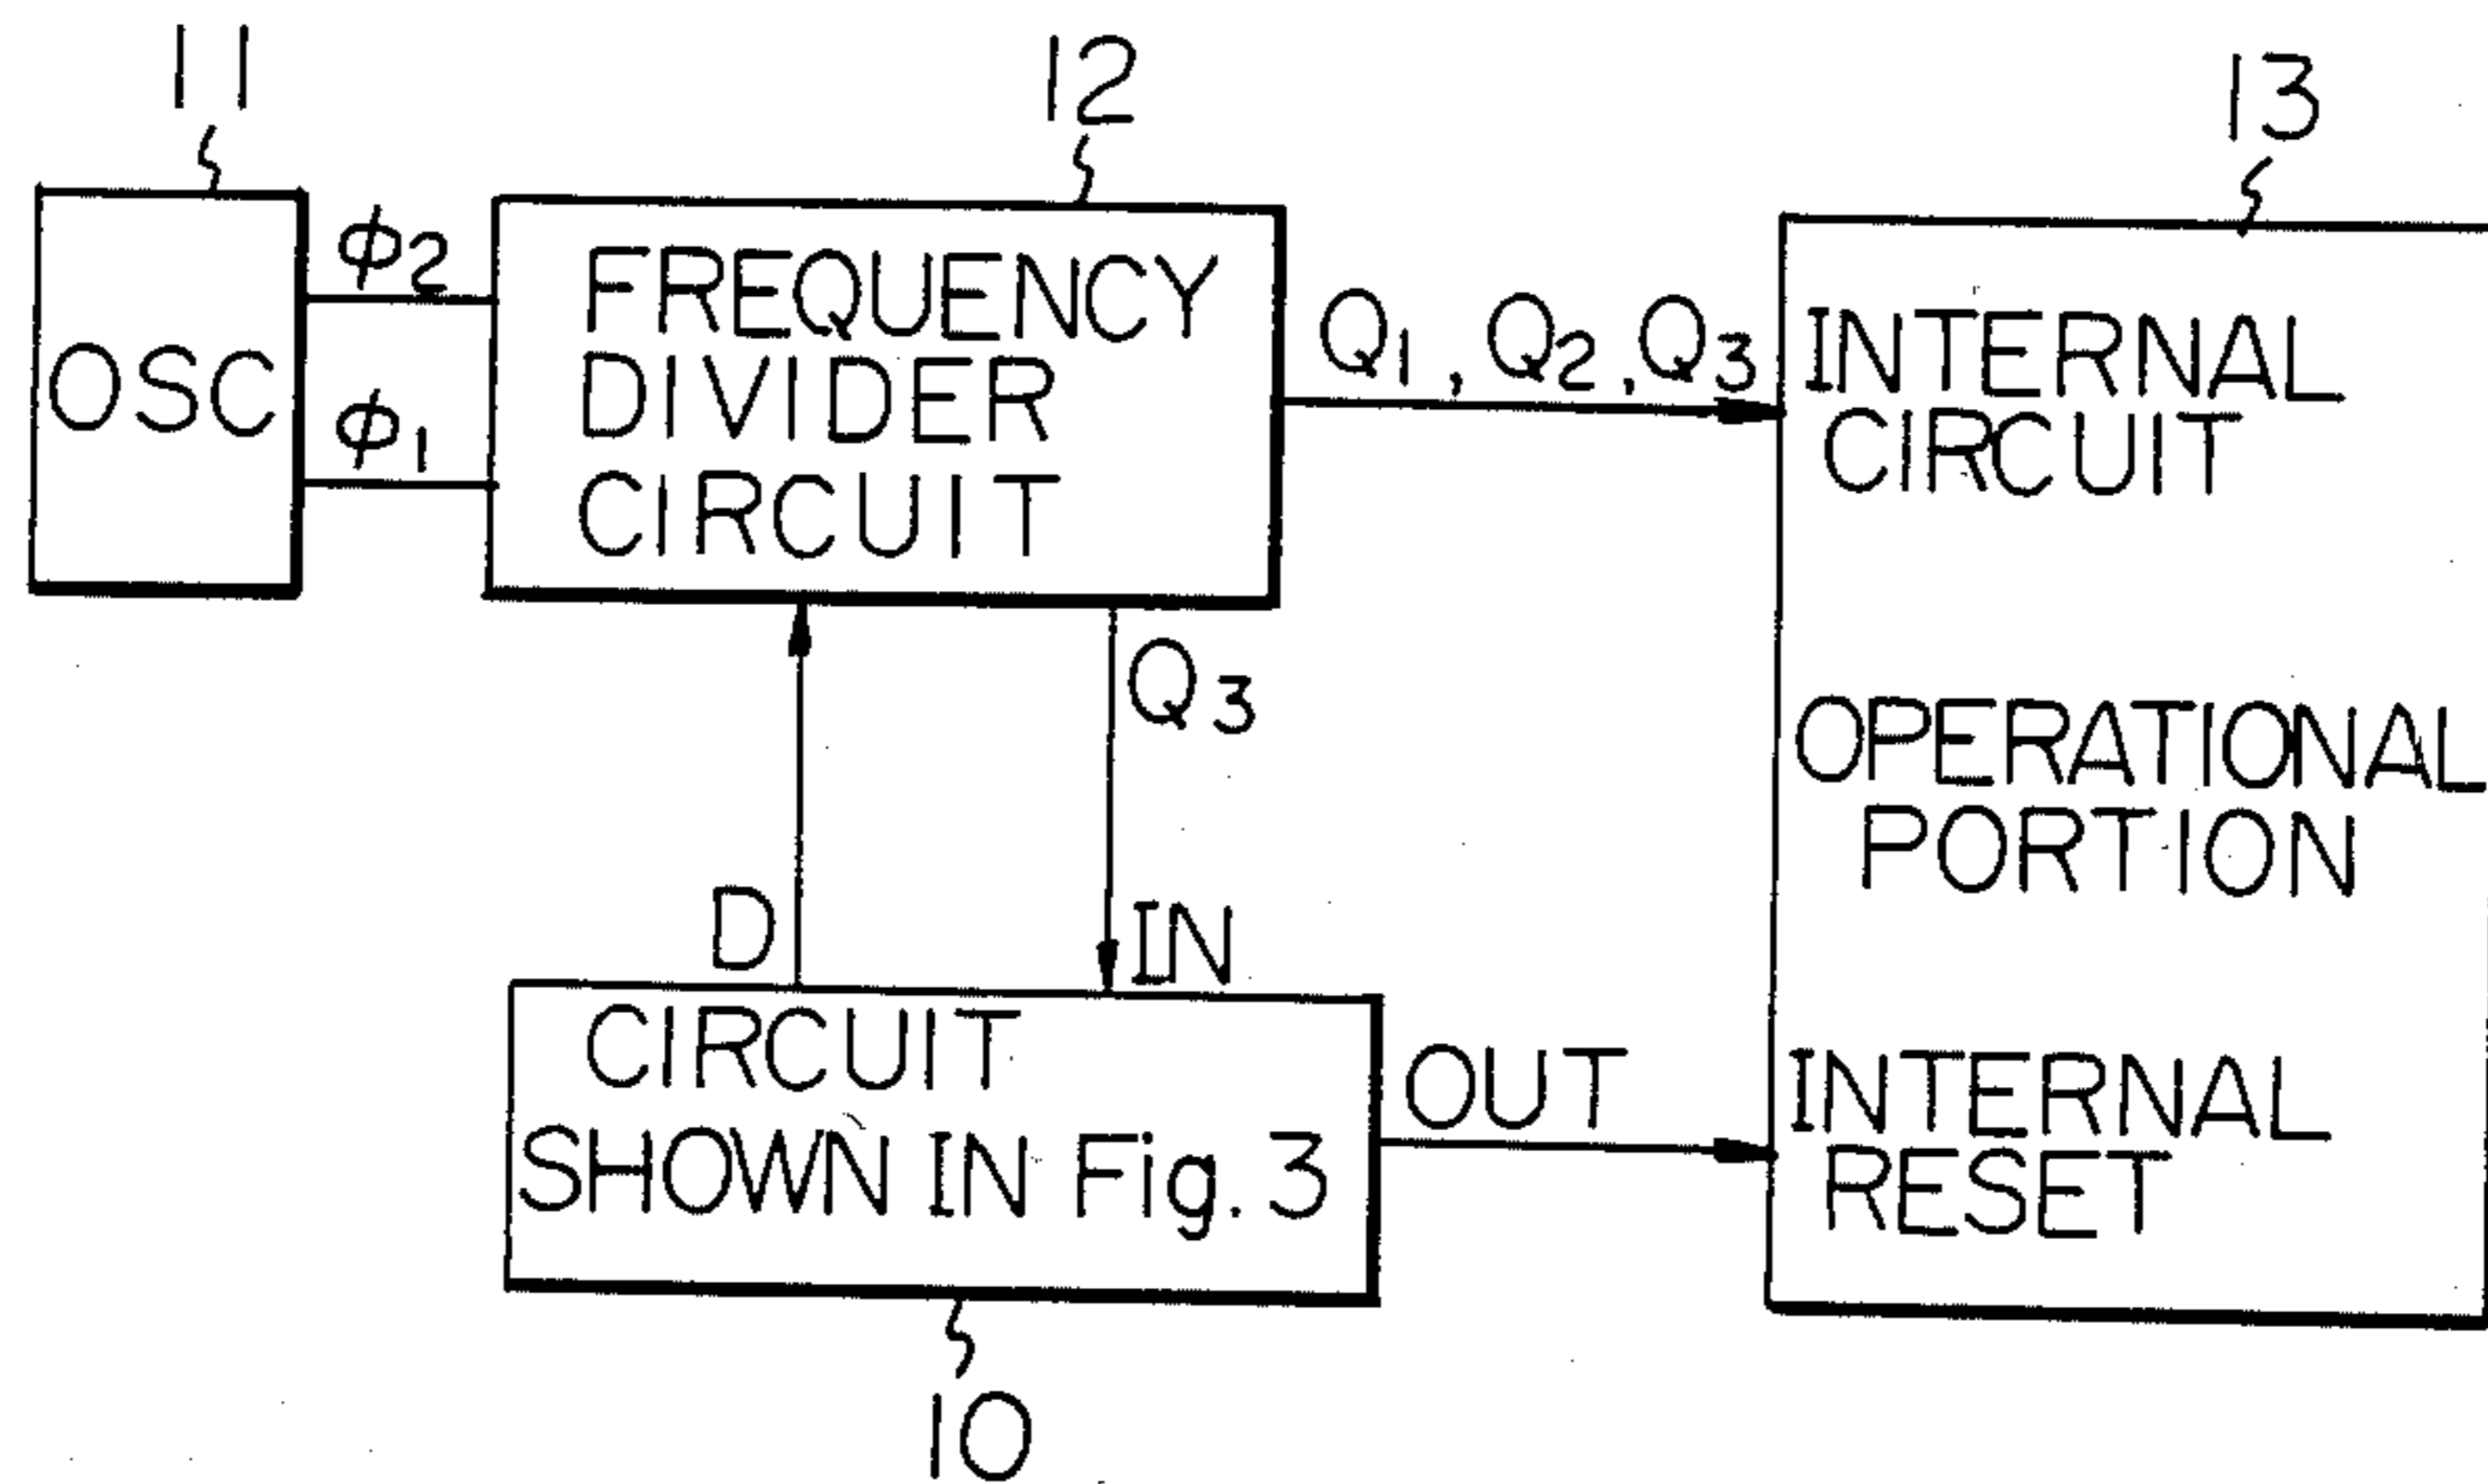 11
12
13
OSC
φ2
φ1
FREQUENCY
DIVIDER
CIRCUIT
Q1, Q2, Q3
INTERNAL
CIRCUIT
OPERATIONAL
PORTION
INTERNAL
RESET
Q3
D
IN
CIRCUIT
SHOWN IN Fig. 3
OUT
10